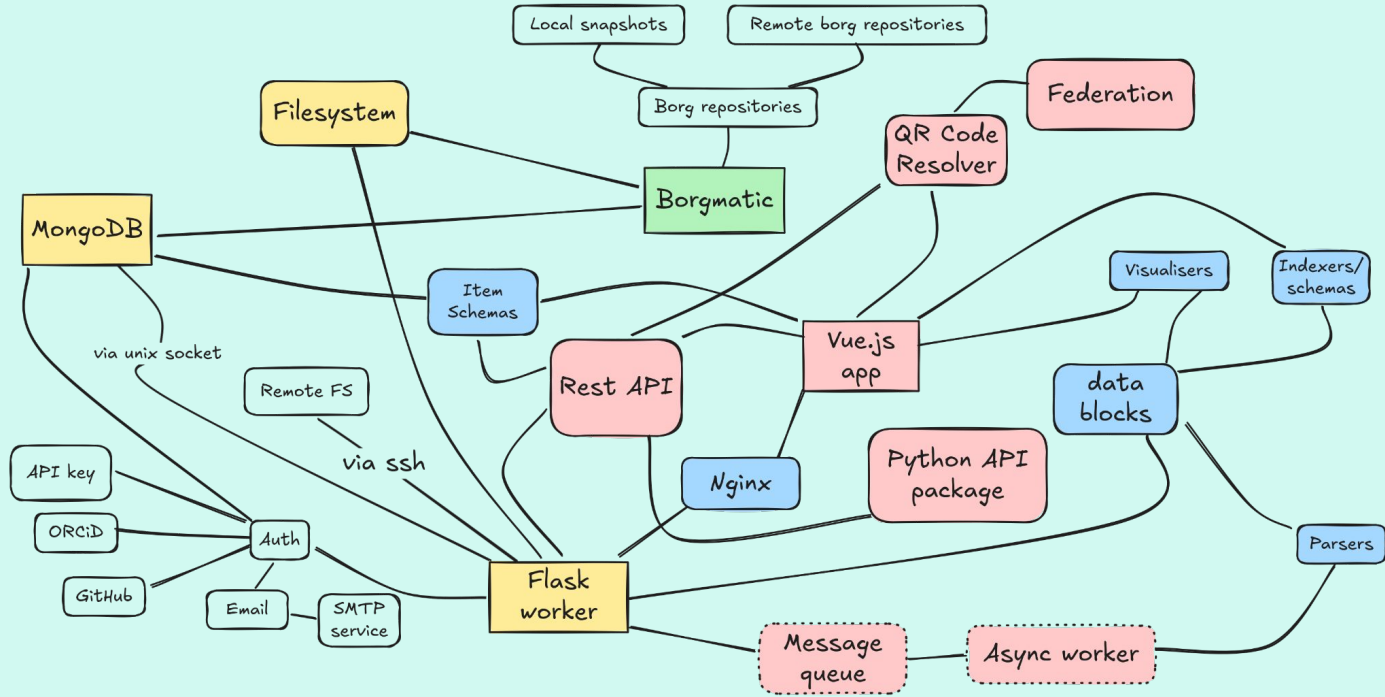 Local snapshots
Remote borg repositories
Federation
Filesystem
Borg repositories
QR Code
Resolver
Borgmatic
MongoDB
Item
Schemas
Visualisers
Indexers/
schemas
via unix socket
Vue.js
app
Rest API
Remote FS
data
blocks
via ssh
Nginx
Python API
package
API key
ORCiD
Auth
Parsers
GitHub
Email
SMTP
service
Flask
worker
Message
queue
Async worker